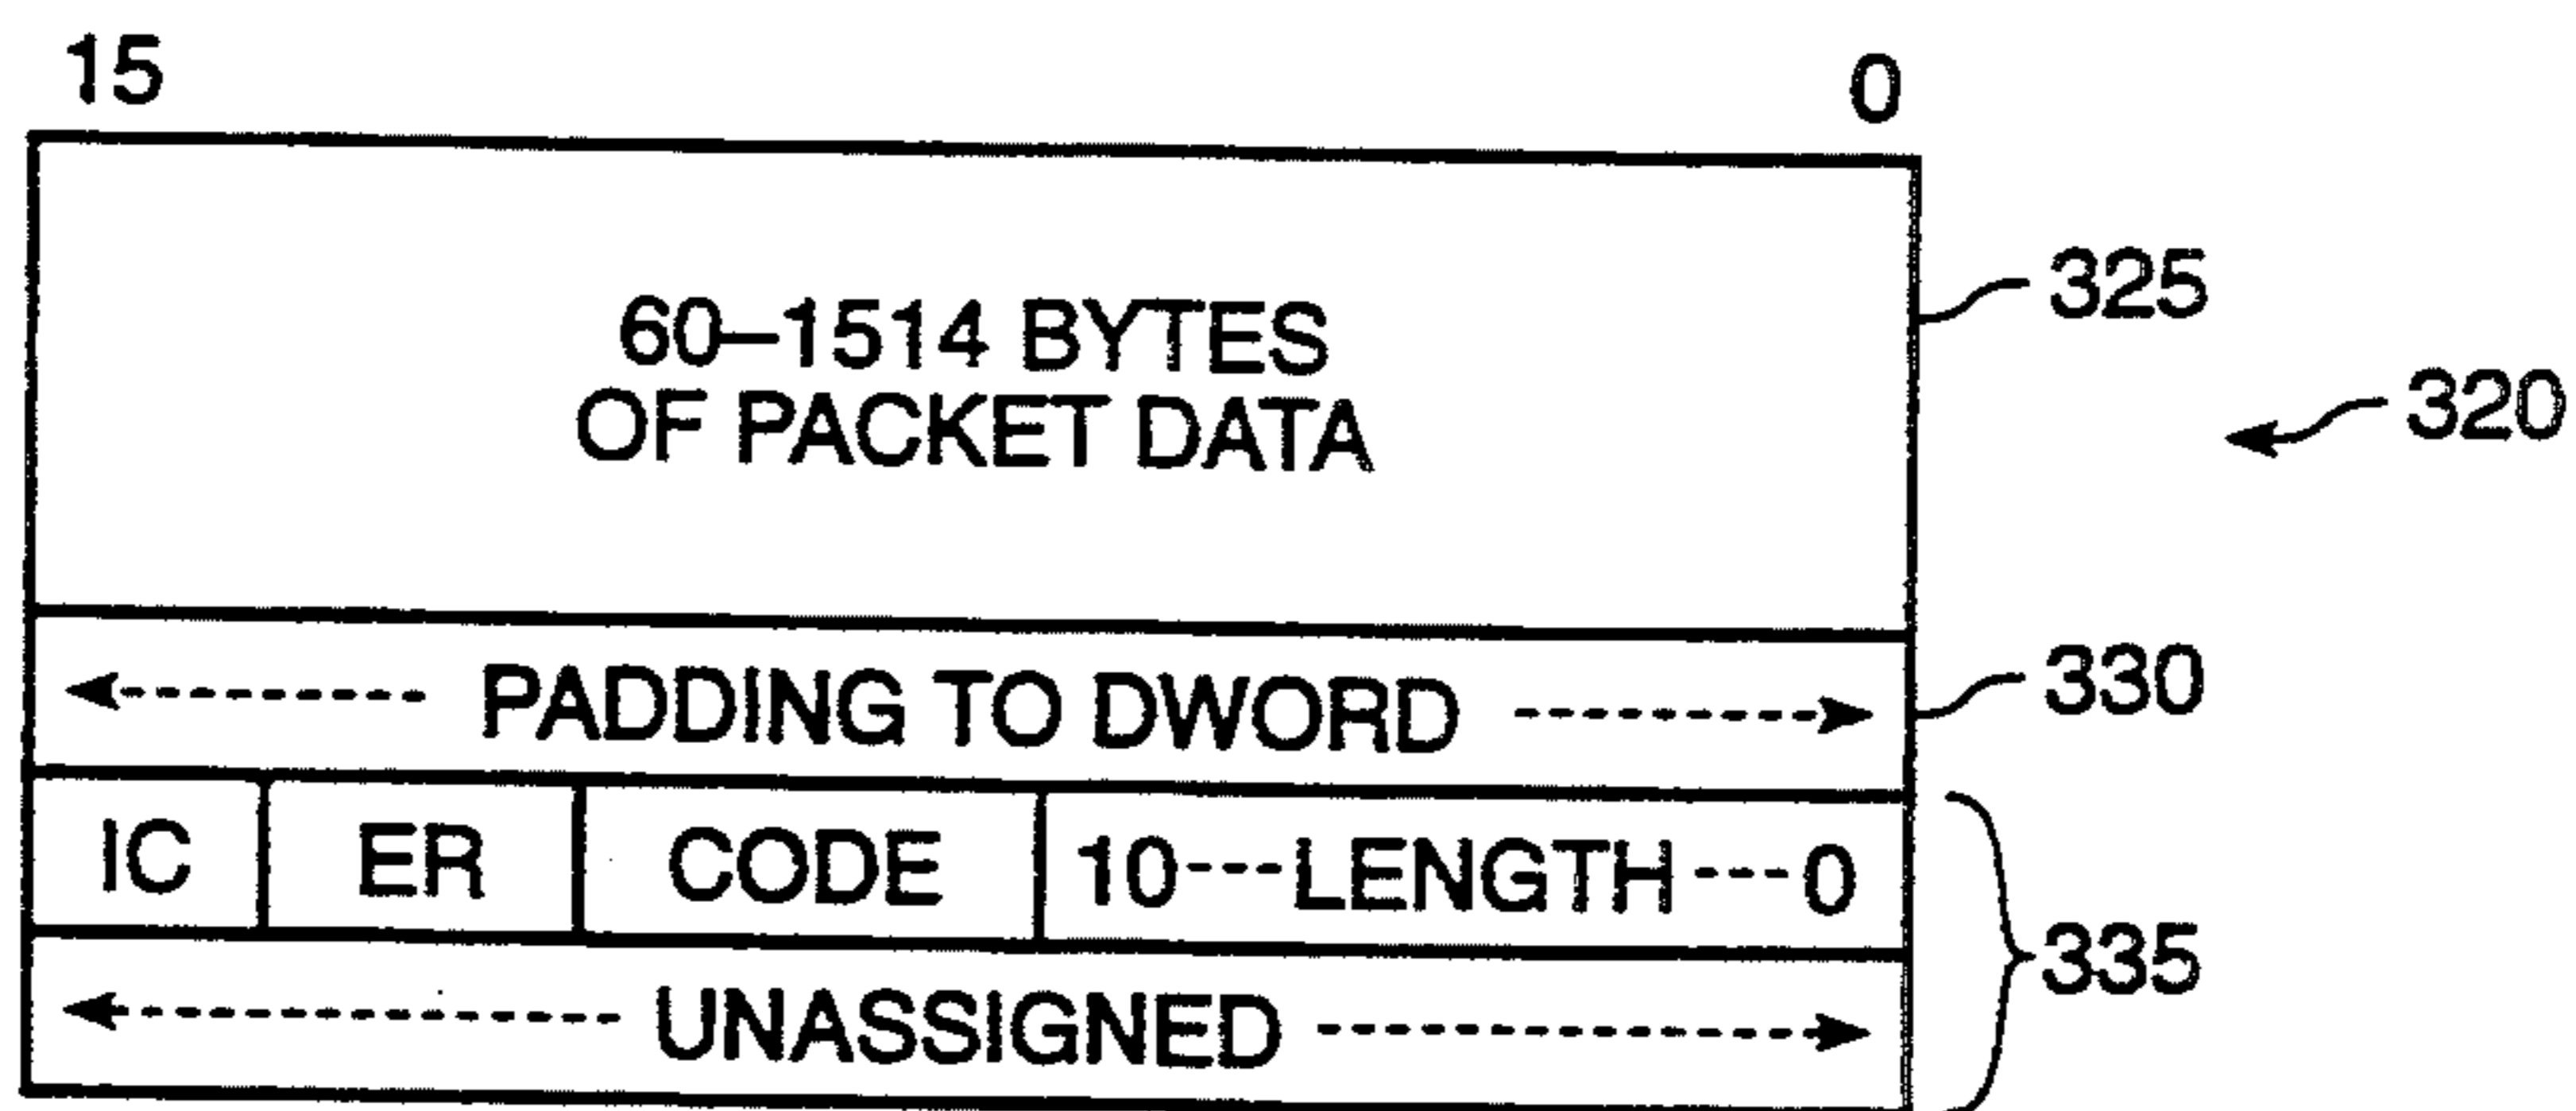 15 0
60–1514 BYTES
OF PACKET DATA
325
320
PADDING TO DWORD
330
IC ER CODE 10---LENGTH---0
335
UNASSIGNED